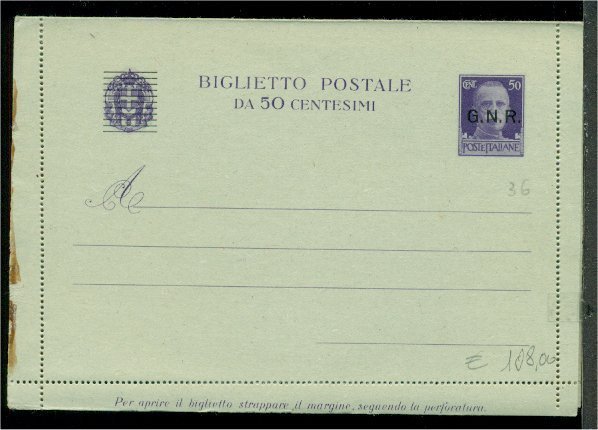 BIGLIETTO POSTALE
DA 50 CENTESIMI
CENT 50
G.N.R.
POSTE ITALIANE
36
A
€ 108,00
Per aprire il biglietto strappare il margine, seguendo la perforatura.